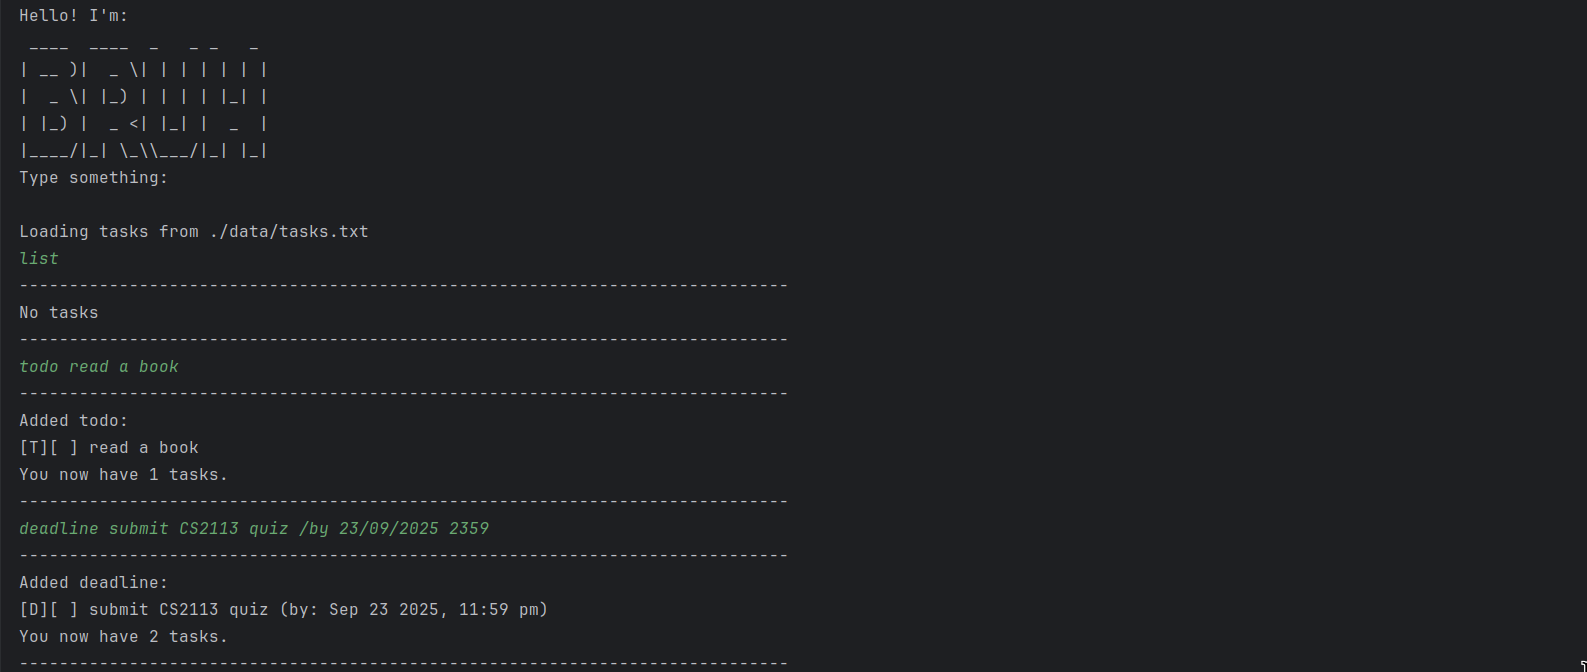 Hello! I'm:
 ____  ____  _   _ _   _
| __ )|  _ \| | | | | | |
|  _ \| |_) | | | | |_| |
| |_) |  _ <| |_| |  _  |
|____/|_| \_\\___/|_| |_|
Type something:

Loading tasks from ./data/tasks.txt
list
-----------------------------------------------------------------------------
No tasks
-----------------------------------------------------------------------------
todo read a book
-----------------------------------------------------------------------------
Added todo:
[T][ ] read a book
You now have 1 tasks.
-----------------------------------------------------------------------------
deadline submit CS2113 quiz /by 23/09/2025 2359
-----------------------------------------------------------------------------
Added deadline:
[D][ ] submit CS2113 quiz (by: Sep 23 2025, 11:59 pm)
You now have 2 tasks.
-----------------------------------------------------------------------------